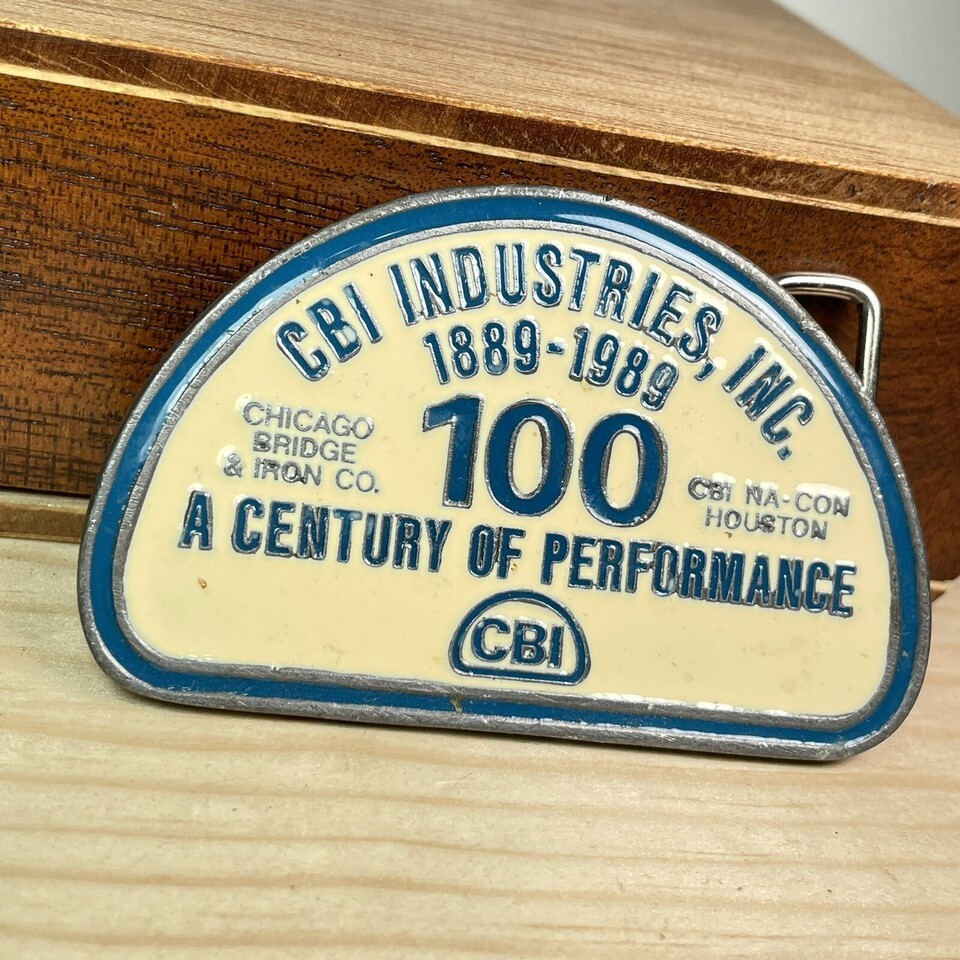 CBI INDUSTRIES, INC.
1889-1989
100
CHICAGO
BRIDGE
& IRON CO.
CBI NA-CON
HOUSTON
A CENTURY OF PERFORMANCE
CBI